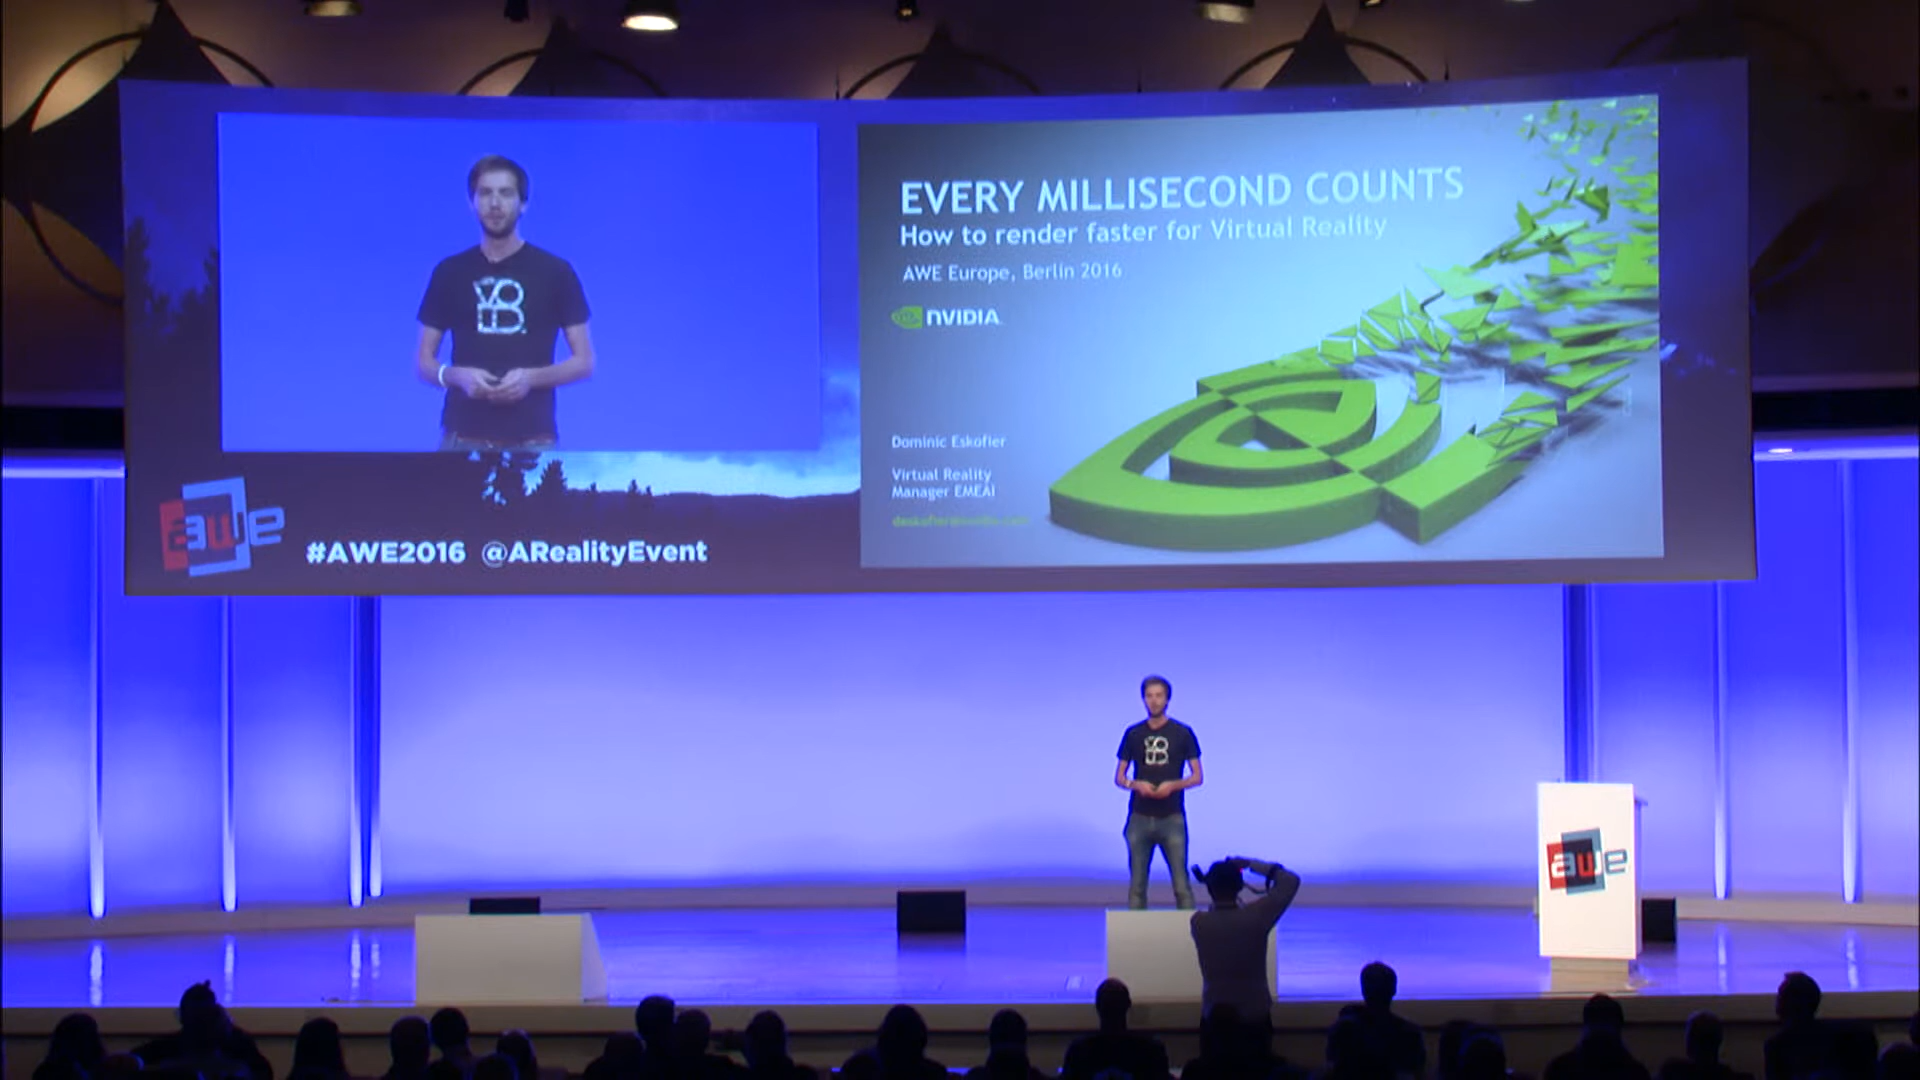 EVERY MILLISECOND COUNTS
How to render faster for Virtual Reality
AWE Europe, Berlin 2016
NVIDIA
Dominic Eskofier
Virtual Reality
Manager EMEAI
awe
#AWE2016 @ARealityEvent
awe